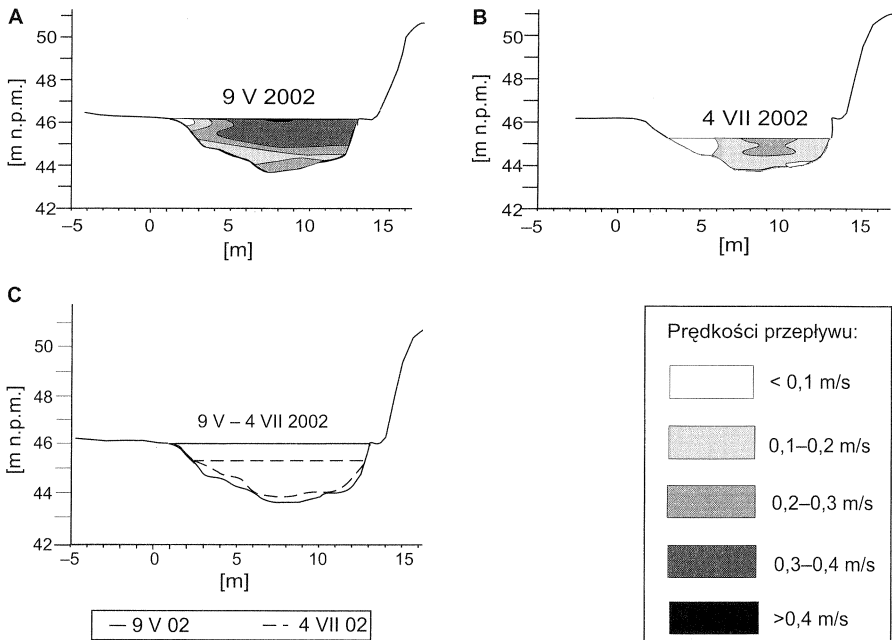 A
[m n.p.m.]
50
48
46
44
42
9 V 2002
–5 0 5 10 15
[m]
B
[m n.p.m.]
50
48
46
44
42
4 VII 2002
–5 0 5 10 15
[m]
C
[m n.p.m.]
50
48
46
44
42
9 V – 4 VII 2002
–5 0 5 10 15
[m]
— 9 V 02 – – 4 VII 02
Prędkości przepływu:
< 0,1 m/s
0,1–0,2 m/s
0,2–0,3 m/s
0,3–0,4 m/s
>0,4 m/s